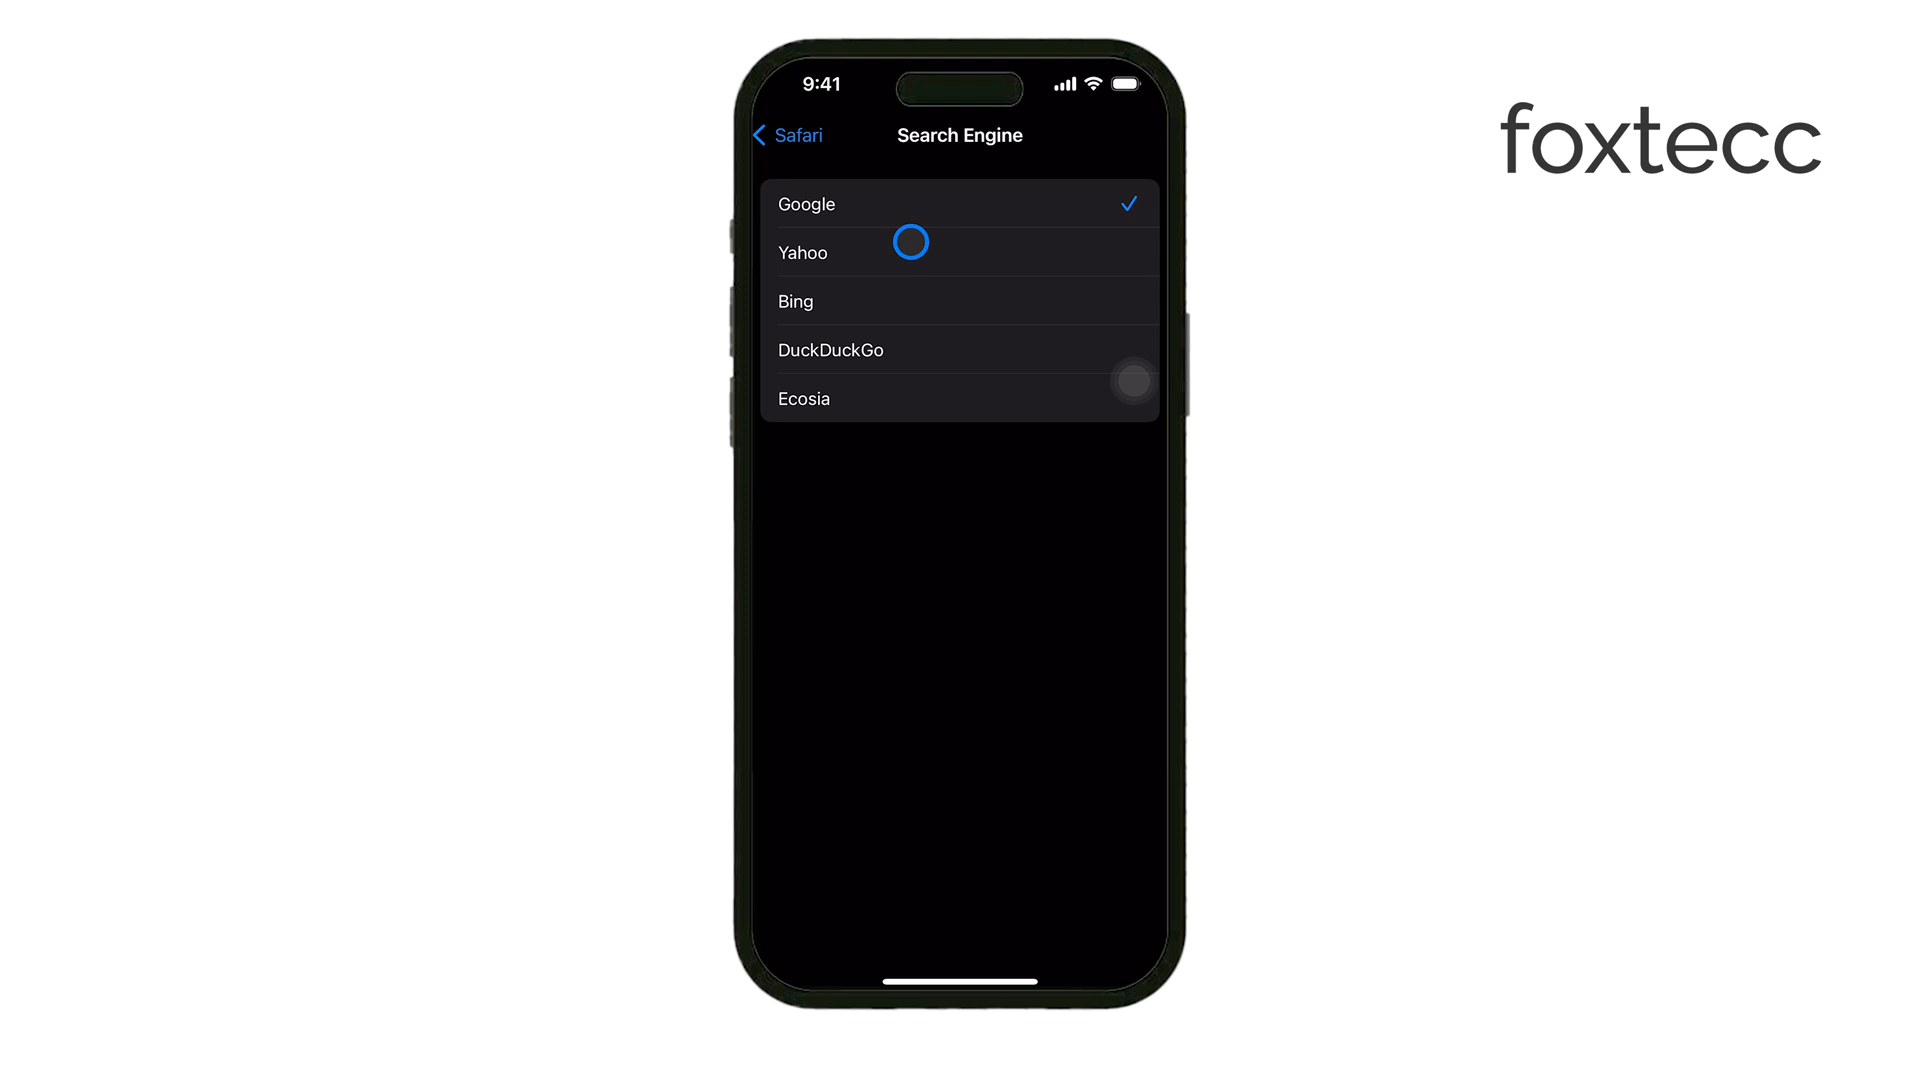 9:41
Safari
Search Engine
foxtecc
Google
Yahoo
Bing
DuckDuckGo
Ecosia